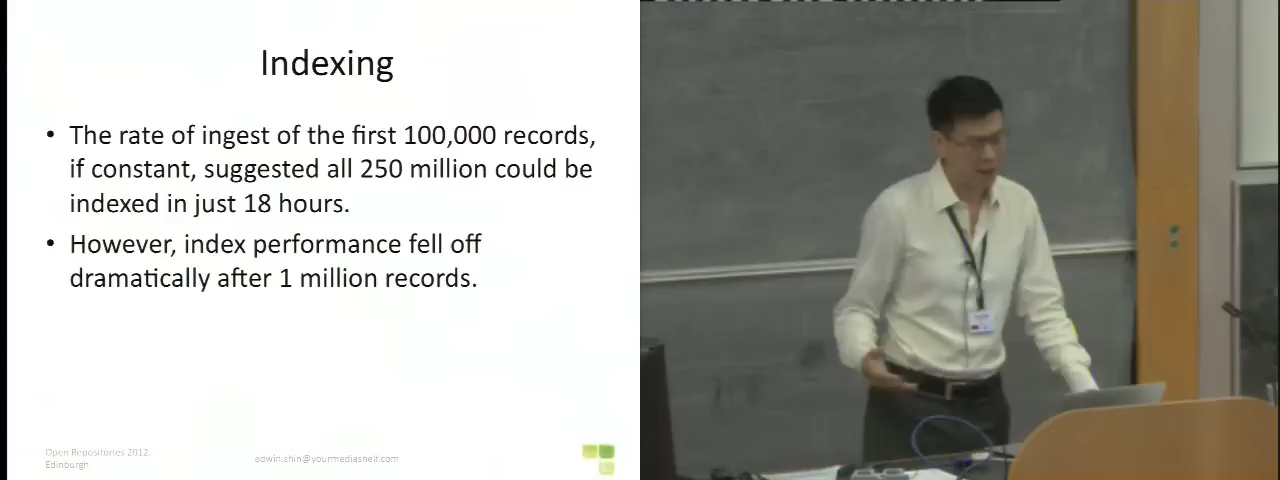 Indexing
• The rate of ingest of the first 100,000 records,
if constant, suggested all 250 million could be
indexed in just 18 hours.
• However, index performance fell off
dramatically after 1 million records.
Open Repositories 2012,
Edinburgh
edwin.shin@yourmediashelf.com